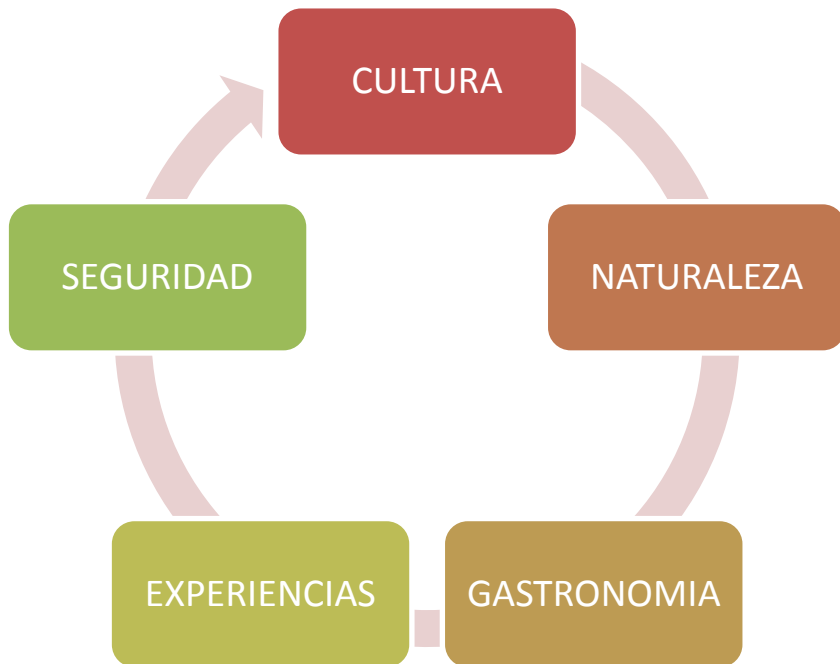 CULTURA
NATURALEZA
GASTRONOMIA
EXPERIENCIAS
SEGURIDAD